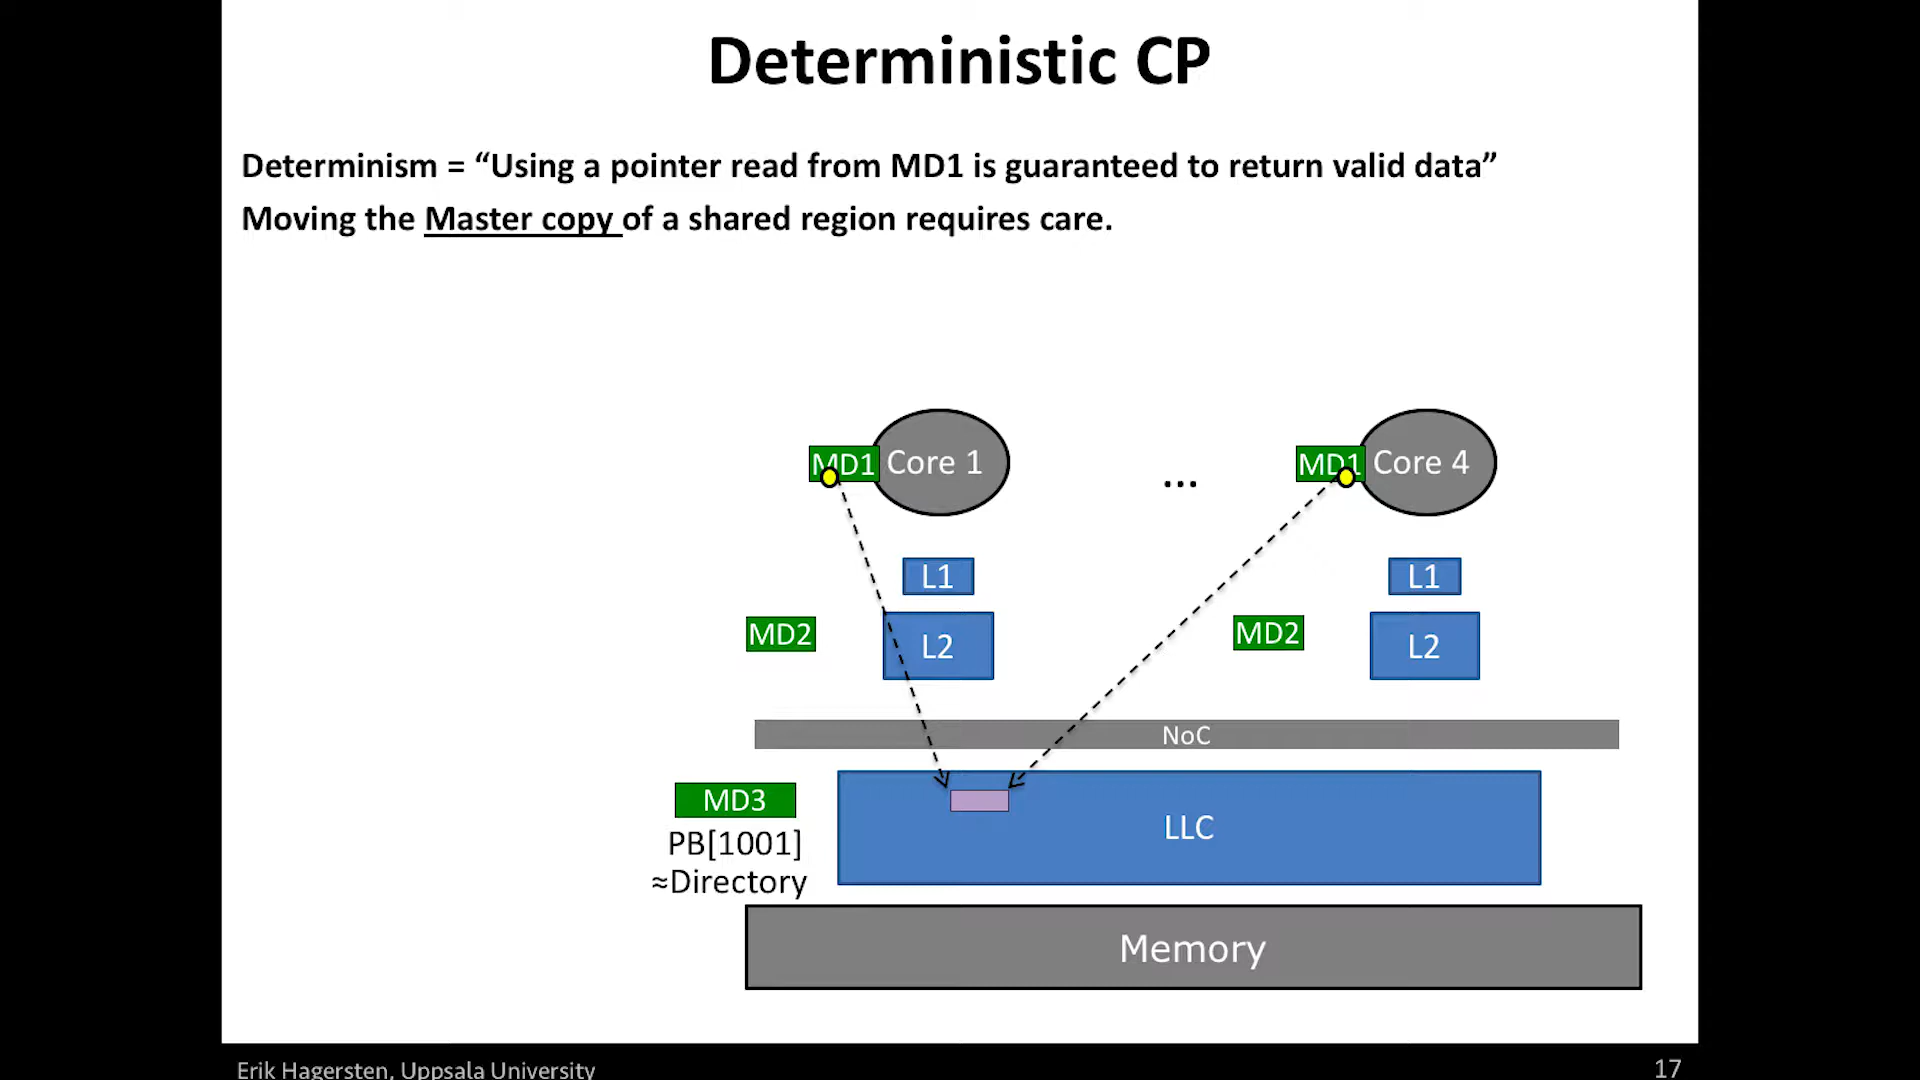 Deterministic CP
Determinism = “Using a pointer read from MD1 is guaranteed to return valid data”
Moving the Master copy of a shared region requires care.
MD1 Core 1 ... MD1 Core 4
L1 L1
MD2 L2 MD2 L2
NoC
MD3 LLC
PB[1001]
≈Directory
Memory
Erik Hagersten, Uppsala University 17